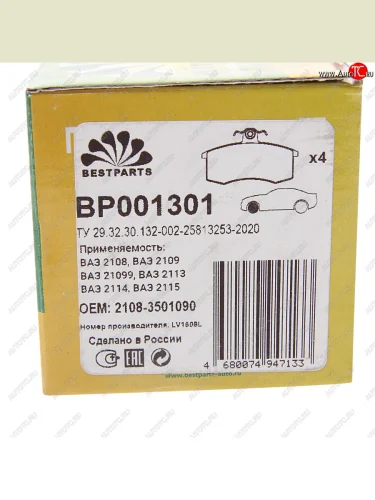 www.AutoTC.ru
BESTPARTS
x4
BP001301
ТУ 29.32.30.132-002-25813253-2020
Применяемость:
ВАЗ 2108, ВАЗ 2109
ВАЗ 21099, ВАЗ 2113
ВАЗ 2114, ВАЗ 2115
OEM: 2108-3501090
Номер производителя: LV1608L
Сделано в России
EAC
4 680074 947133
www.bestparts-auto.ru